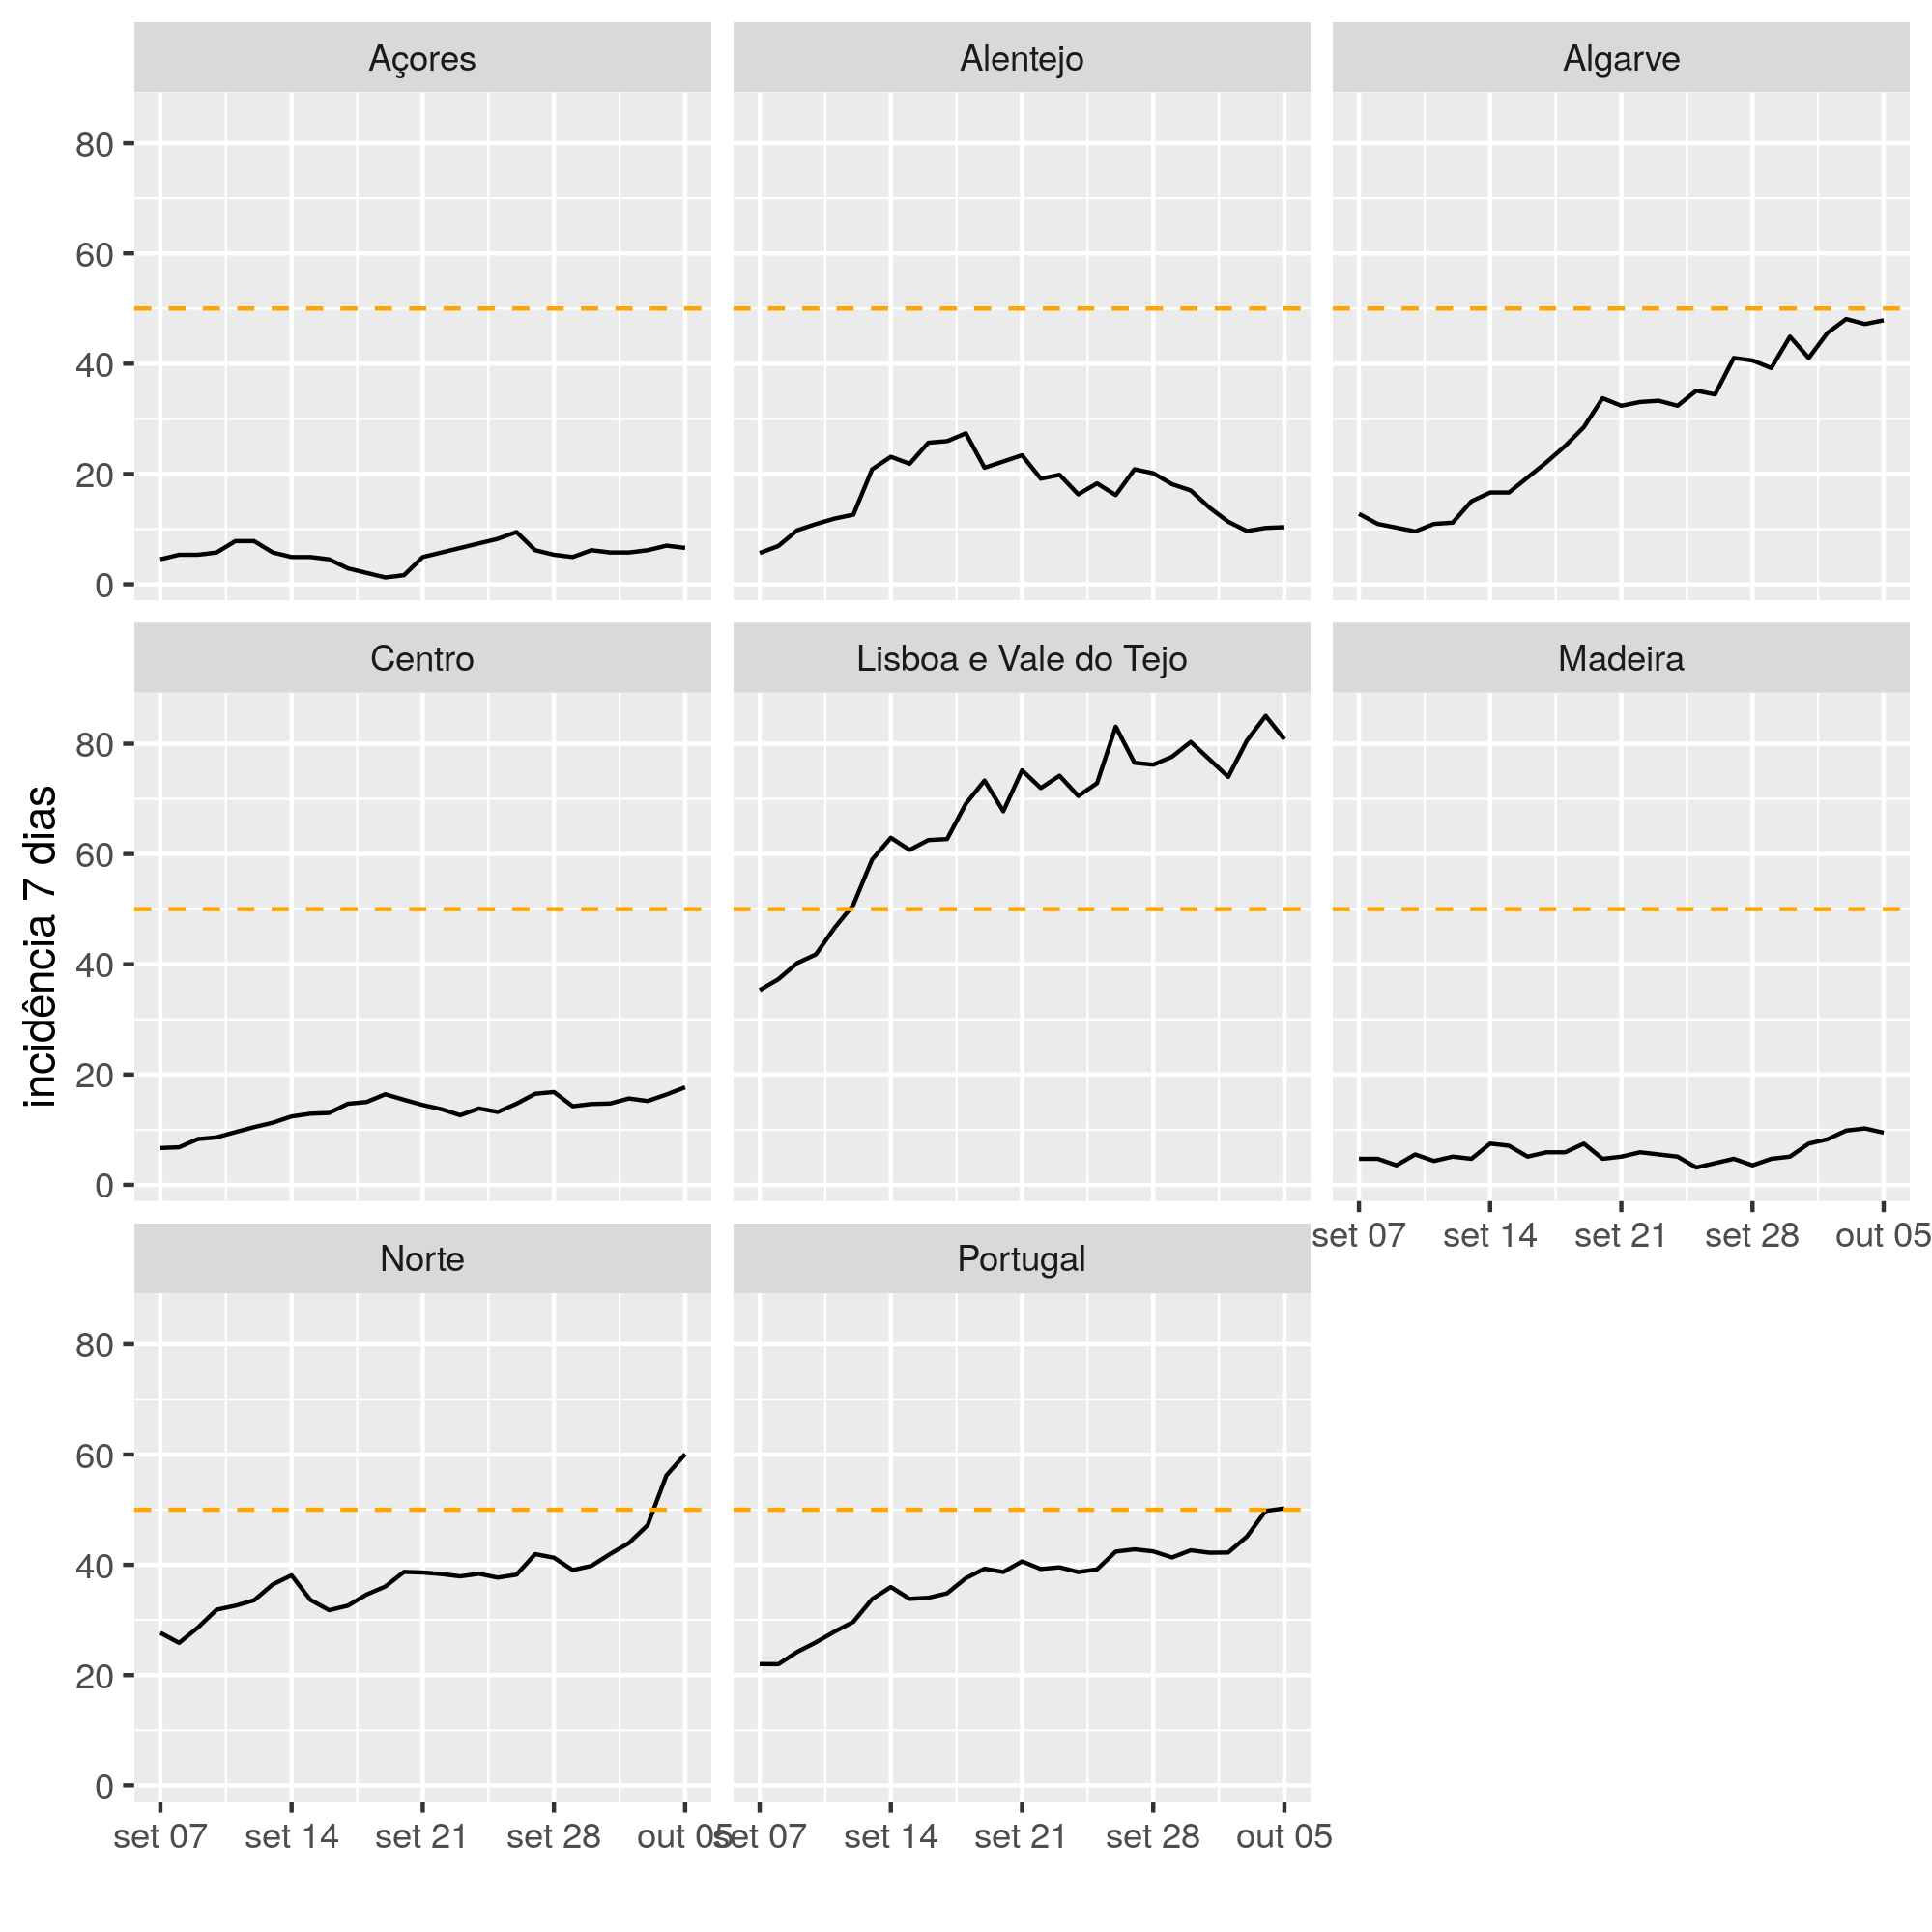 Açores
Alentejo
Algarve
80
60
40
20
0
Centro
Lisboa e Vale do Tejo
Madeira
incidência 7 dias
80
60
40
20
0
set 07 set 14 set 21 set 28 out 05
Norte
Portugal
80
60
40
20
0
set 07 set 14 set 21 set 28 out 05
set 07 set 14 set 21 set 28 out 05